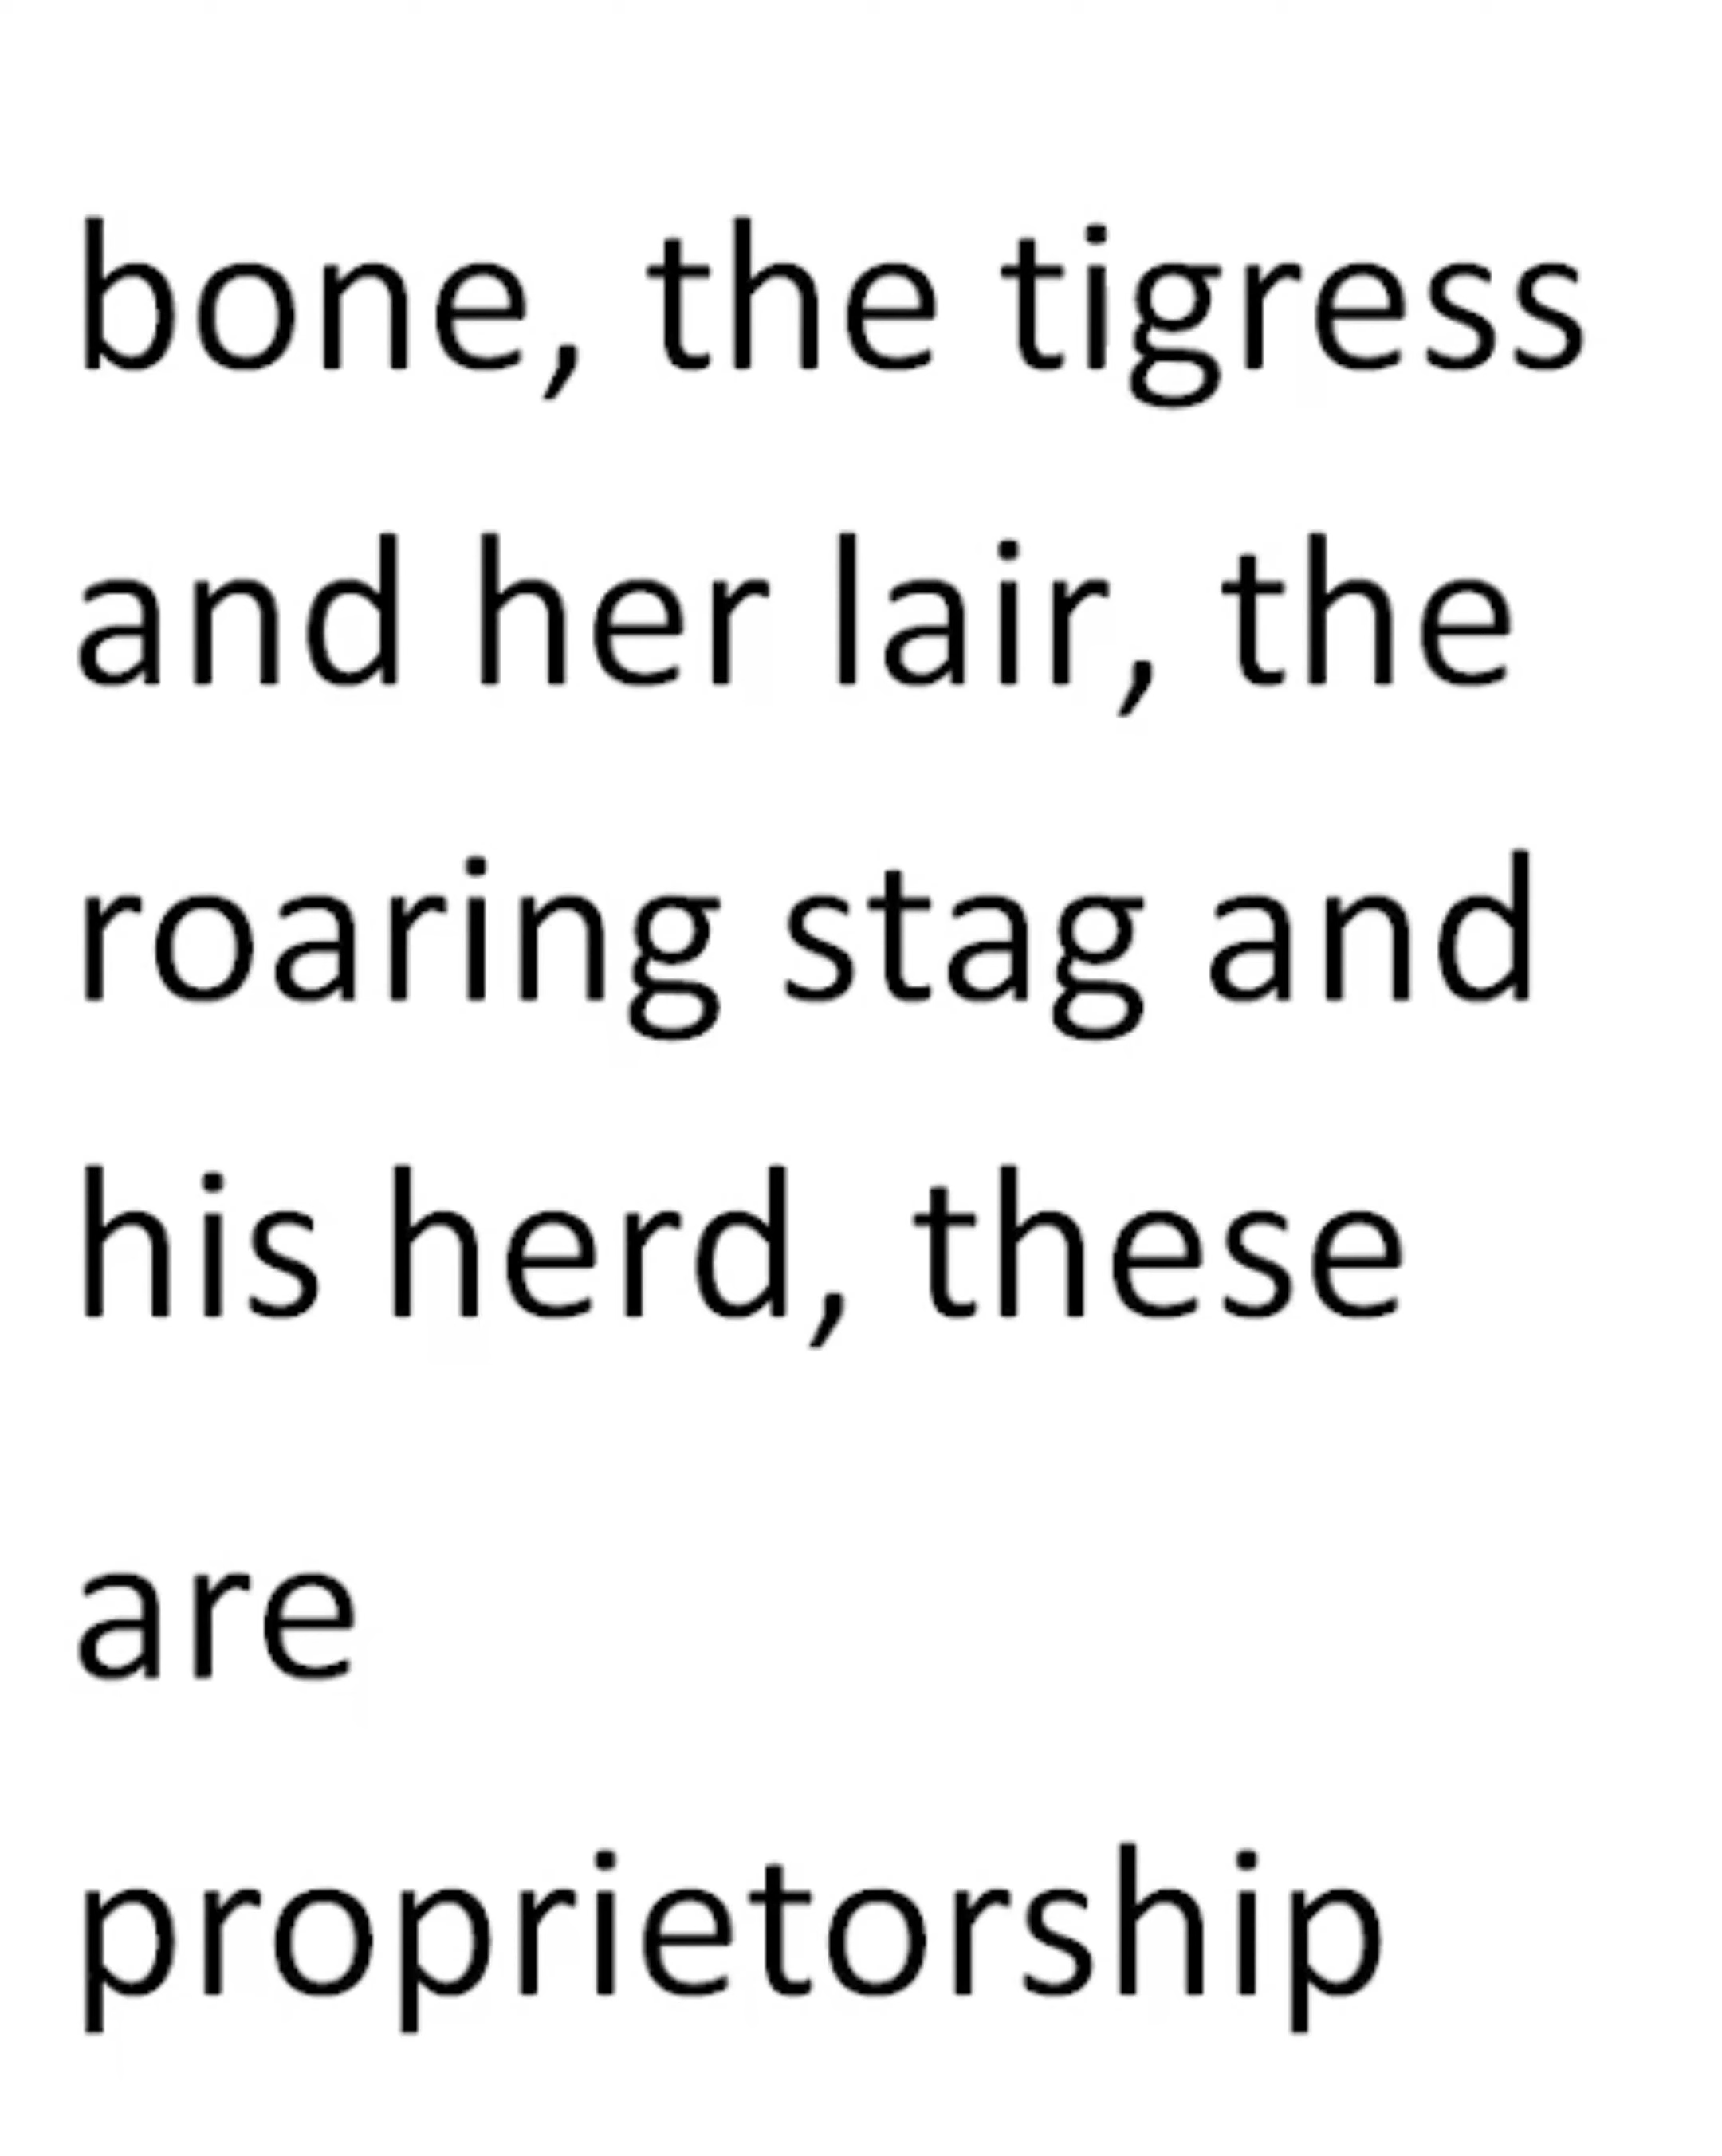 bone, the tigress
and her lair, the
roaring stag and
his herd, these
are
proprietorship